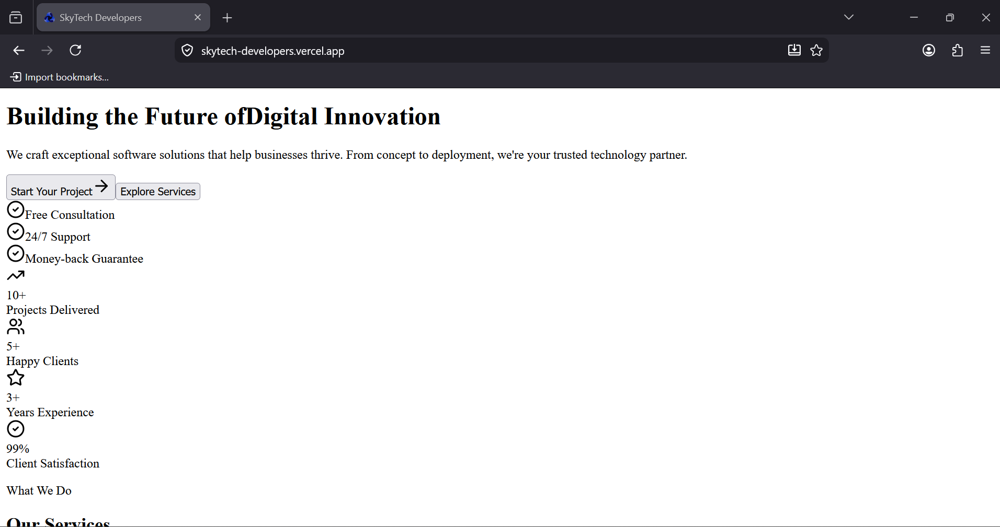 SkyTech Developers
skytech-developers.vercel.app
Import bookmarks...
Building the Future ofDigital Innovation
We craft exceptional software solutions that help businesses thrive. From concept to deployment, we're your trusted technology partner.
Start Your Project Explore Services
Free Consultation
24/7 Support
Money-back Guarantee
10+
Projects Delivered
5+
Happy Clients
3+
Years Experience
99%
Client Satisfaction
What We Do
Our Services